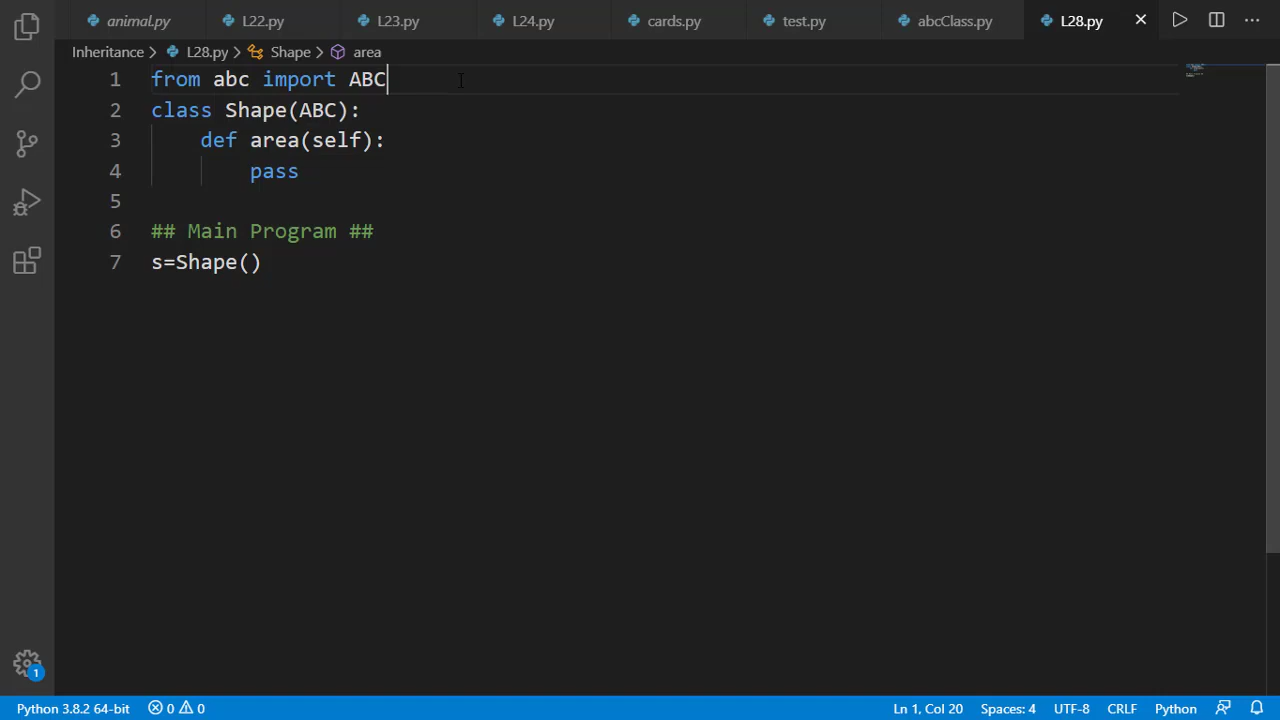 animal.py L22.py L23.py L24.py cards.py test.py abcClass.py L28.py
Inheritance > L28.py > Shape > area
1 from abc import ABC
2 class Shape(ABC):
3     def area(self):
4         pass
5
6 ## Main Program ##
7 s=Shape()
1
Python 3.8.2 64-bit 0 0 Ln 1, Col 20 Spaces: 4 UTF-8 CRLF Python